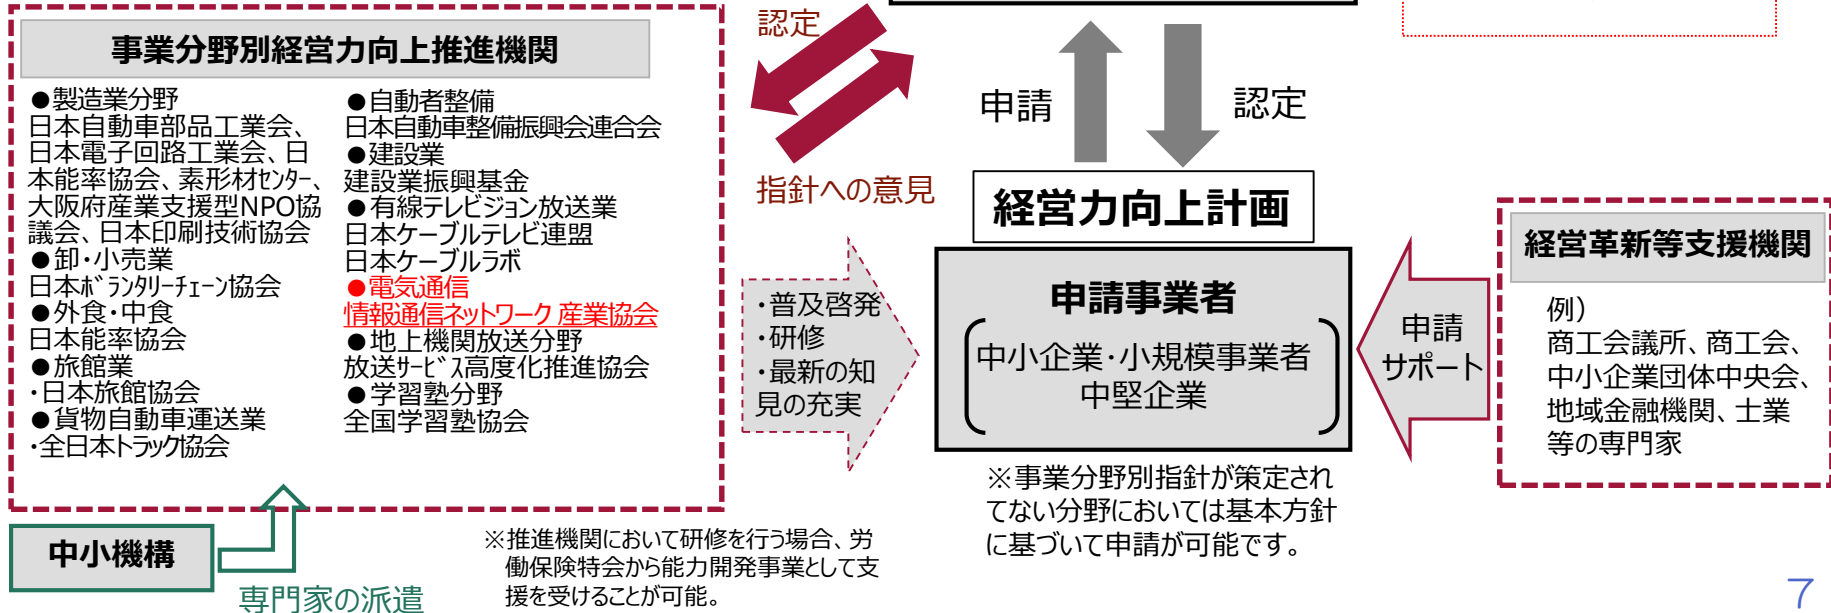 事業分野別経営力向上推進機関
●製造業分野
日本自動車部品工業会、
日本電子回路工業会、日
本能率協会、素形材センター、
大阪府産業支援型NPO協
議会、日本印刷技術協会
●卸・小売業
日本ボランタリーチェーン協会
●外食・中食
日本能率協会
●旅館業
・日本旅館協会
●貨物自動車運送業
・全日本トラック協会
●自動者整備
日本自動車整備振興会連合会
●建設業
建設業振興基金
●有線テレビジョン放送業
日本ケーブルテレビ連盟
日本ケーブルラボ
●電気通信
情報通信ネットワーク産業協会
●地上機関放送分野
放送サービス高度化推進協会
●学習塾分野
全国学習塾協会
中小機構
専門家の派遣
※推進機関において研修を行う場合、労
働保険特会から能力開発事業として支
援を受けることが可能。
認定
指針への意見
・普及啓発
・研修
・最新の知
見の充実
申請
認定
経営力向上計画
申請事業者
中小企業・小規模事業者
中堅企業
※事業分野別指針が策定され
てない分野においては基本方針
に基づいて申請が可能です。
申請
サポート
経営革新等支援機関
例）
商工会議所、商工会、
中小企業団体中央会、
地域金融機関、士業
等の専門家
7